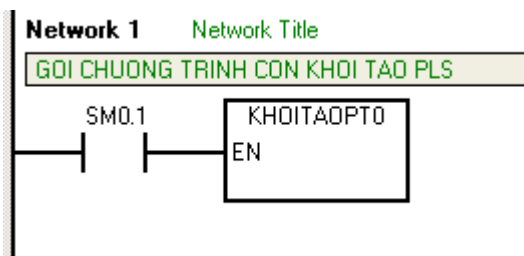 Network 1 Network Title
GOI CHUONG TRINH CON KHOI TAO PLS
SM0.1 KHOITAOPT0
EN